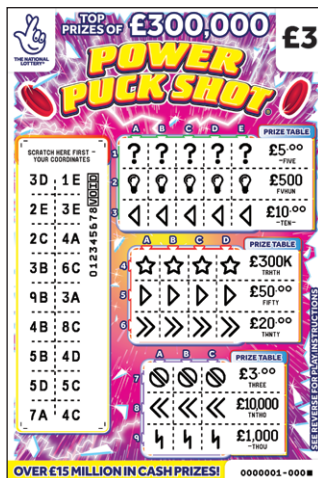 TOP
PRIZES OF £300,000
£3
THE NATIONAL
LOTTERY®
POWER
PUCK SHOT®
SCRATCH HERE FIRST –
YOUR COORDINATES
3D 1E
2E 3E
2C 4A
3B 6C
9B 3A
4B 8C
5B 4D
5D 5C
7A 4C
012345678 VOID
A B C D E PRIZE TABLE
1 ? ? ? ? ? £5.00
–FIVE
2 £500
FVHUN
3 £10.00
–TEN–
A B C D PRIZE TABLE
4 £300K
TRHTH
5 £50.00
FIFTY
6 £20.00
TWNTY
A B C PRIZE TABLE
7 £3.00
THREE
8 £10,000
TNTHO
9 £1,000
–THOU
SEE REVERSE FOR PLAY INSTRUCTIONS
OVER £15 MILLION IN CASH PRIZES!
0000001-000